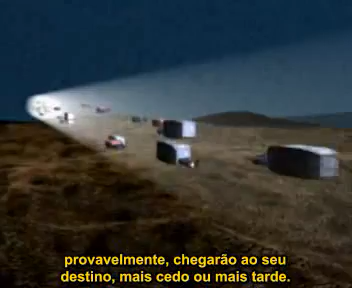 provavelmente, chegarão ao seu
destino, mais cedo ou mais tarde.